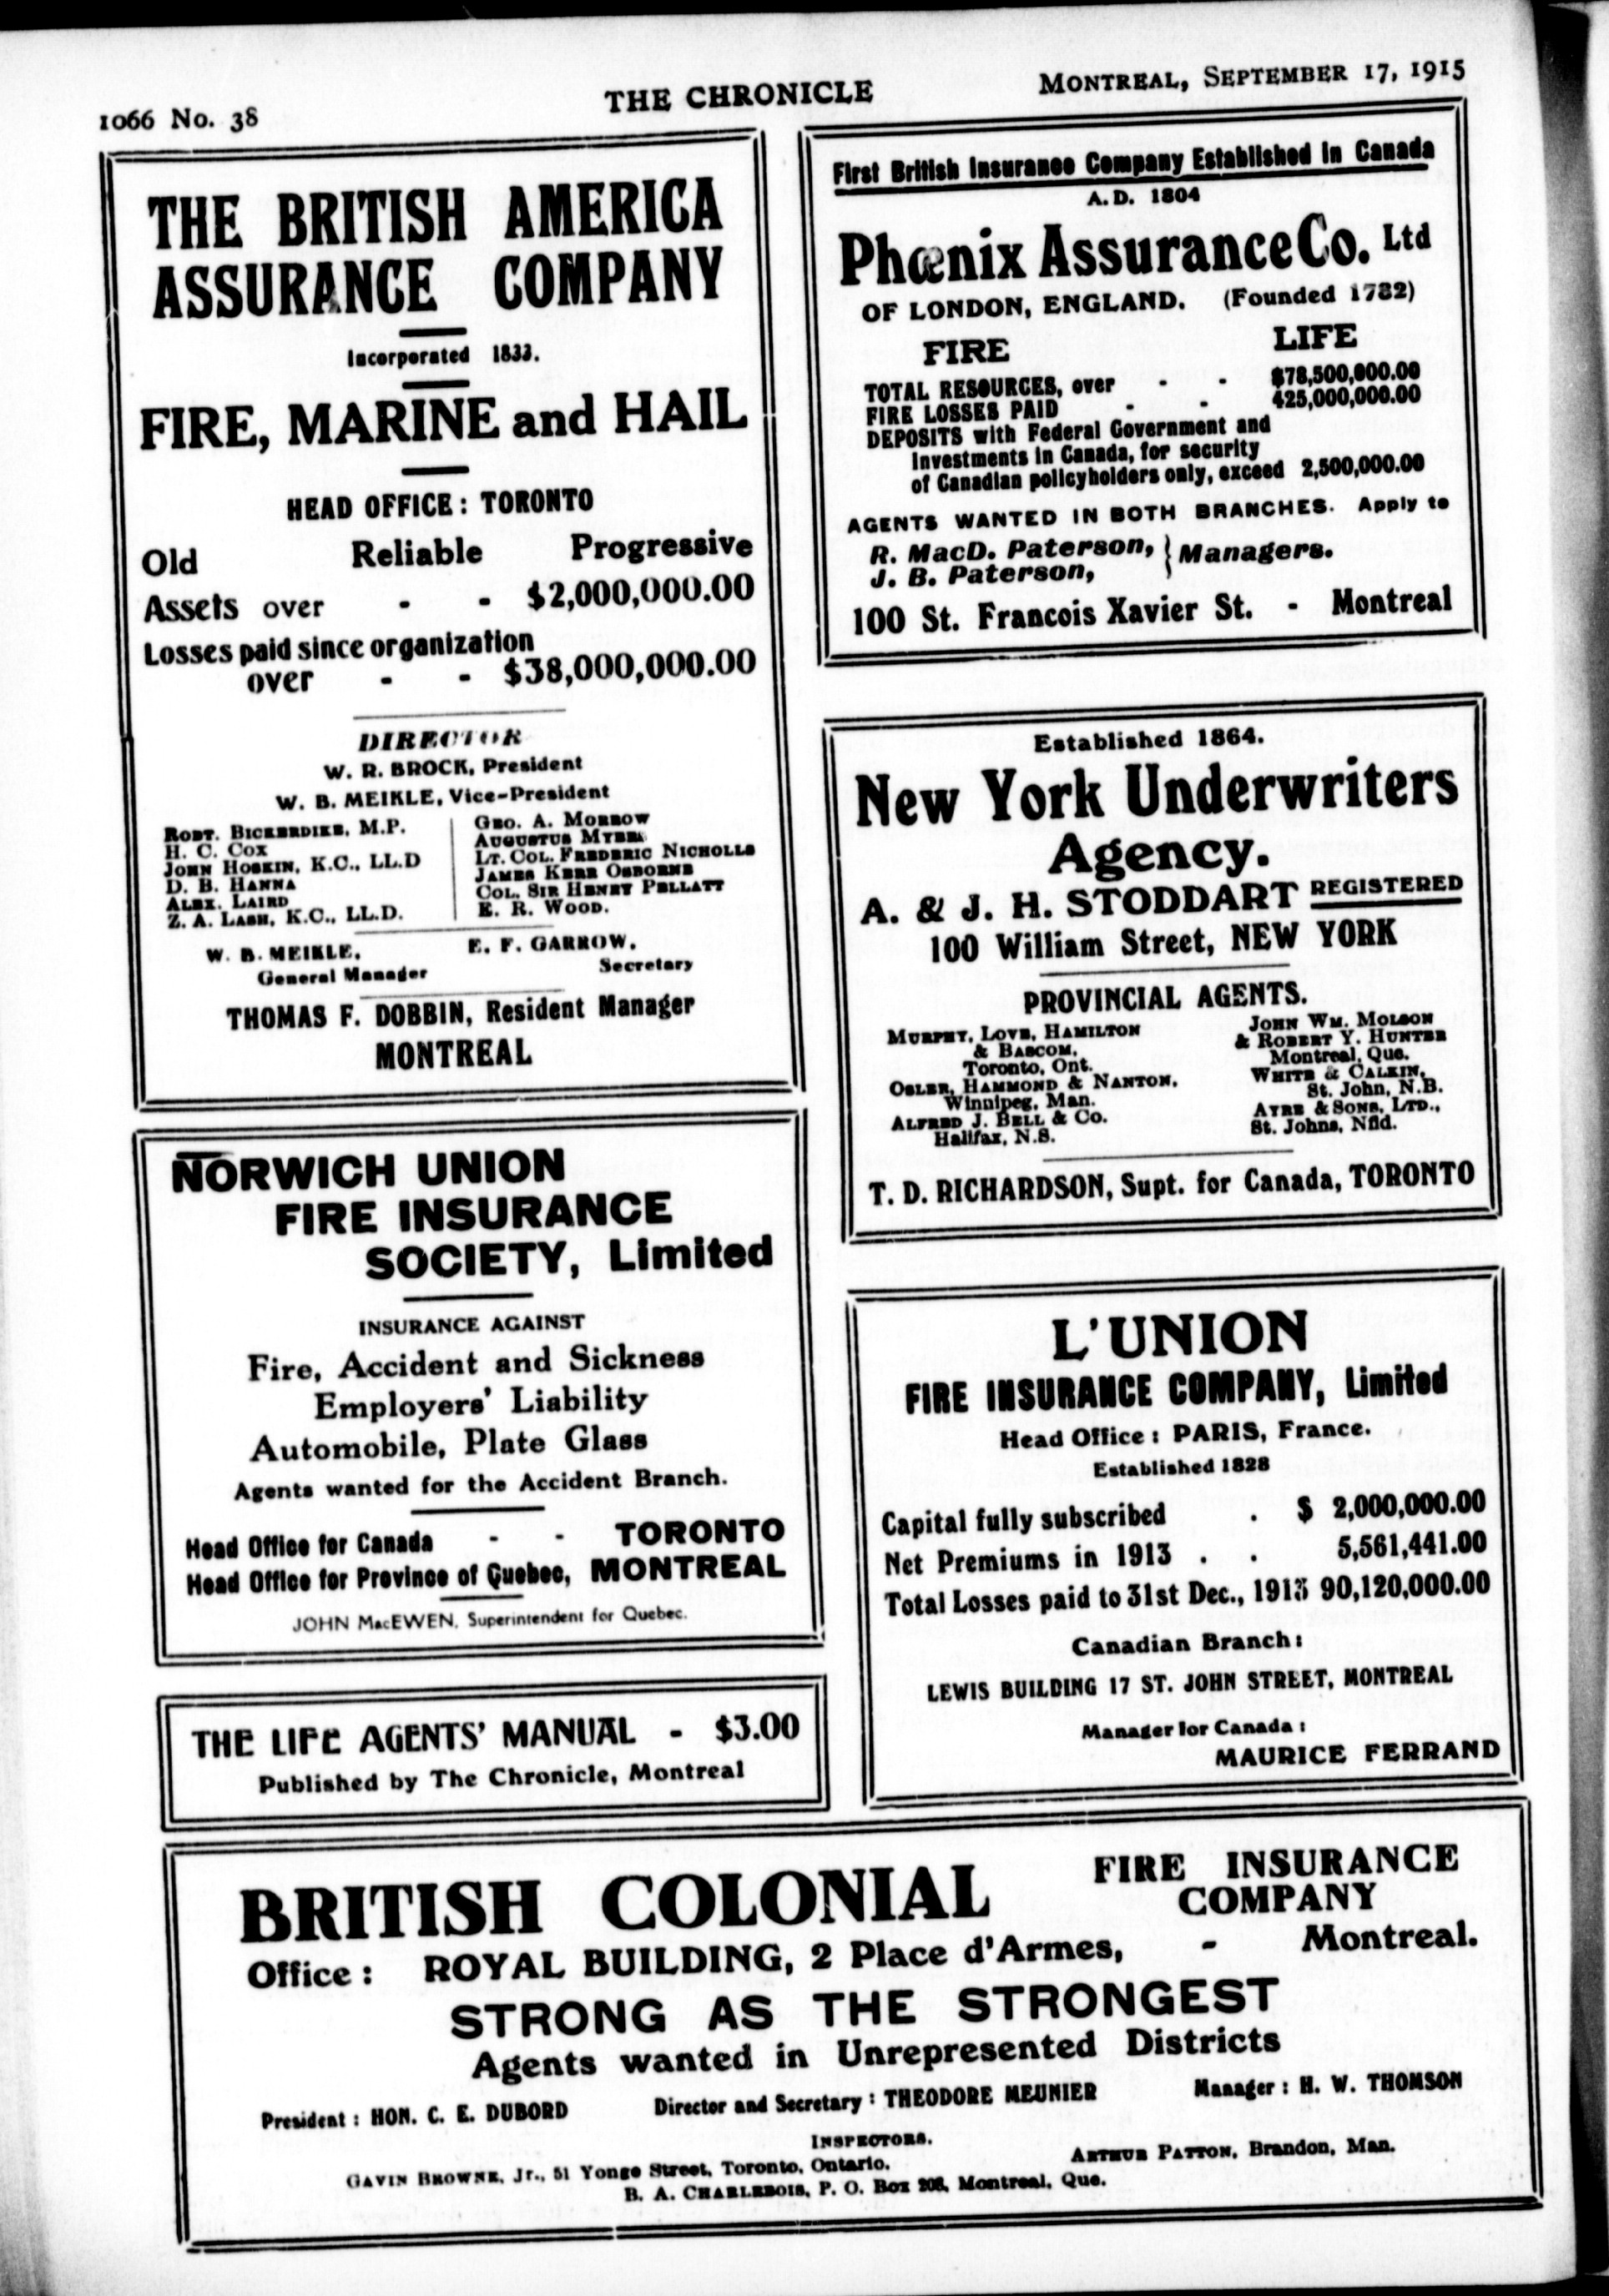 1066 No. 38
THE CHRONICLE
MONTREAL, SEPTEMBER 17, 1915
THE BRITISH AMERICA
ASSURANCE COMPANY
Incorporated 1833.
FIRE, MARINE and HAIL
HEAD OFFICE: TORONTO
Old Reliable Progressive
Assets over - - $2,000,000.00
Losses paid since organization
over - - $38,000,000.00
DIRECTOR
W. R. BROCK, President
W. B. MEIKLE, Vice-President
ROBT. BICKERDIKE, M.P.
H. C. COX
JOHN HOSKIN, K.C., LL.D
D. B. HANNA
ALEX. LAIRD
Z. A. LASH, K.C., LL.D.
GEO. A. MORROW
AUGUSTUS MYERS
LT. COL. FREDERIC NICHOLLS
JAMES KERR OSBORNE
COL. SIR HENRY PELLATT
E. R. WOOD.
W. B. MEIKLE,
General Manager
E. F. GARROW,
Secretary
THOMAS F. DOBBIN, Resident Manager
MONTREAL
NORWICH UNION
FIRE INSURANCE
SOCIETY, Limited
INSURANCE AGAINST
Fire, Accident and Sickness
Employers' Liability
Automobile, Plate Glass
Agents wanted for the Accident Branch.
Head Office for Canada - - TORONTO
Head Office for Province of Quebec, MONTREAL
JOHN MacEWEN, Superintendent for Quebec.
THE LIFE AGENTS' MANUAL - $3.00
Published by The Chronicle, Montreal
First British Insurance Company Established in Canada
A.D. 1804
Phœnix Assurance Co. Ltd
OF LONDON, ENGLAND. (Founded 1782)
FIRE LIFE
TOTAL RESOURCES, over - - $78,500,000.00
FIRE LOSSES PAID - - 425,000,000.00
DEPOSITS with Federal Government and
Investments in Canada, for security
of Canadian policyholders only, exceed 2,500,000.00
AGENTS WANTED IN BOTH BRANCHES. Apply to
R. MacD. Paterson, } Managers.
J. B. Paterson,
100 St. Francois Xavier St. - Montreal
Established 1864.
New York Underwriters
Agency.
A. & J. H. STODDART REGISTERED
100 William Street, NEW YORK
PROVINCIAL AGENTS.
MURPHY, LOVE, HAMILTON
& BASCOM,
Toronto, Ont.
OSLER, HAMMOND & NANTON,
Winnipeg, Man.
ALFRED J. BELL & CO.
Halifax, N.S.
JOHN WM. MOLSON
& ROBERT Y. HUNTER
Montreal, Que.
WHITE & CALKIN,
St. John, N.B.
AYRE & SONS, LTD.,
St. Johns, Nfld.
T. D. RICHARDSON, Supt. for Canada, TORONTO
L'UNION
FIRE INSURANCE COMPANY, Limited
Head Office: PARIS, France.
Established 1828
Capital fully subscribed . $ 2,000,000.00
Net Premiums in 1913 . . 5,561,441.00
Total Losses paid to 31st Dec., 1913 90,120,000.00
Canadian Branch:
LEWIS BUILDING 17 ST. JOHN STREET, MONTREAL
Manager for Canada:
MAURICE FERRAND
BRITISH COLONIAL FIRE INSURANCE
COMPANY
Office: ROYAL BUILDING, 2 Place d'Armes, - Montreal.
STRONG AS THE STRONGEST
Agents wanted in Unrepresented Districts
President: HON. C. E. DUBORD Director and Secretary: THEODORE MEUNIER Manager: H. W. THOMSON
INSPECTORS.
GAVIN BROWNE, Jr., 51 Yonge Street, Toronto, Ontario. ARTHUR PATTON, Brandon, Man.
B. A. CHARLEBOIS, P. O. Box 208, Montreal, Que.